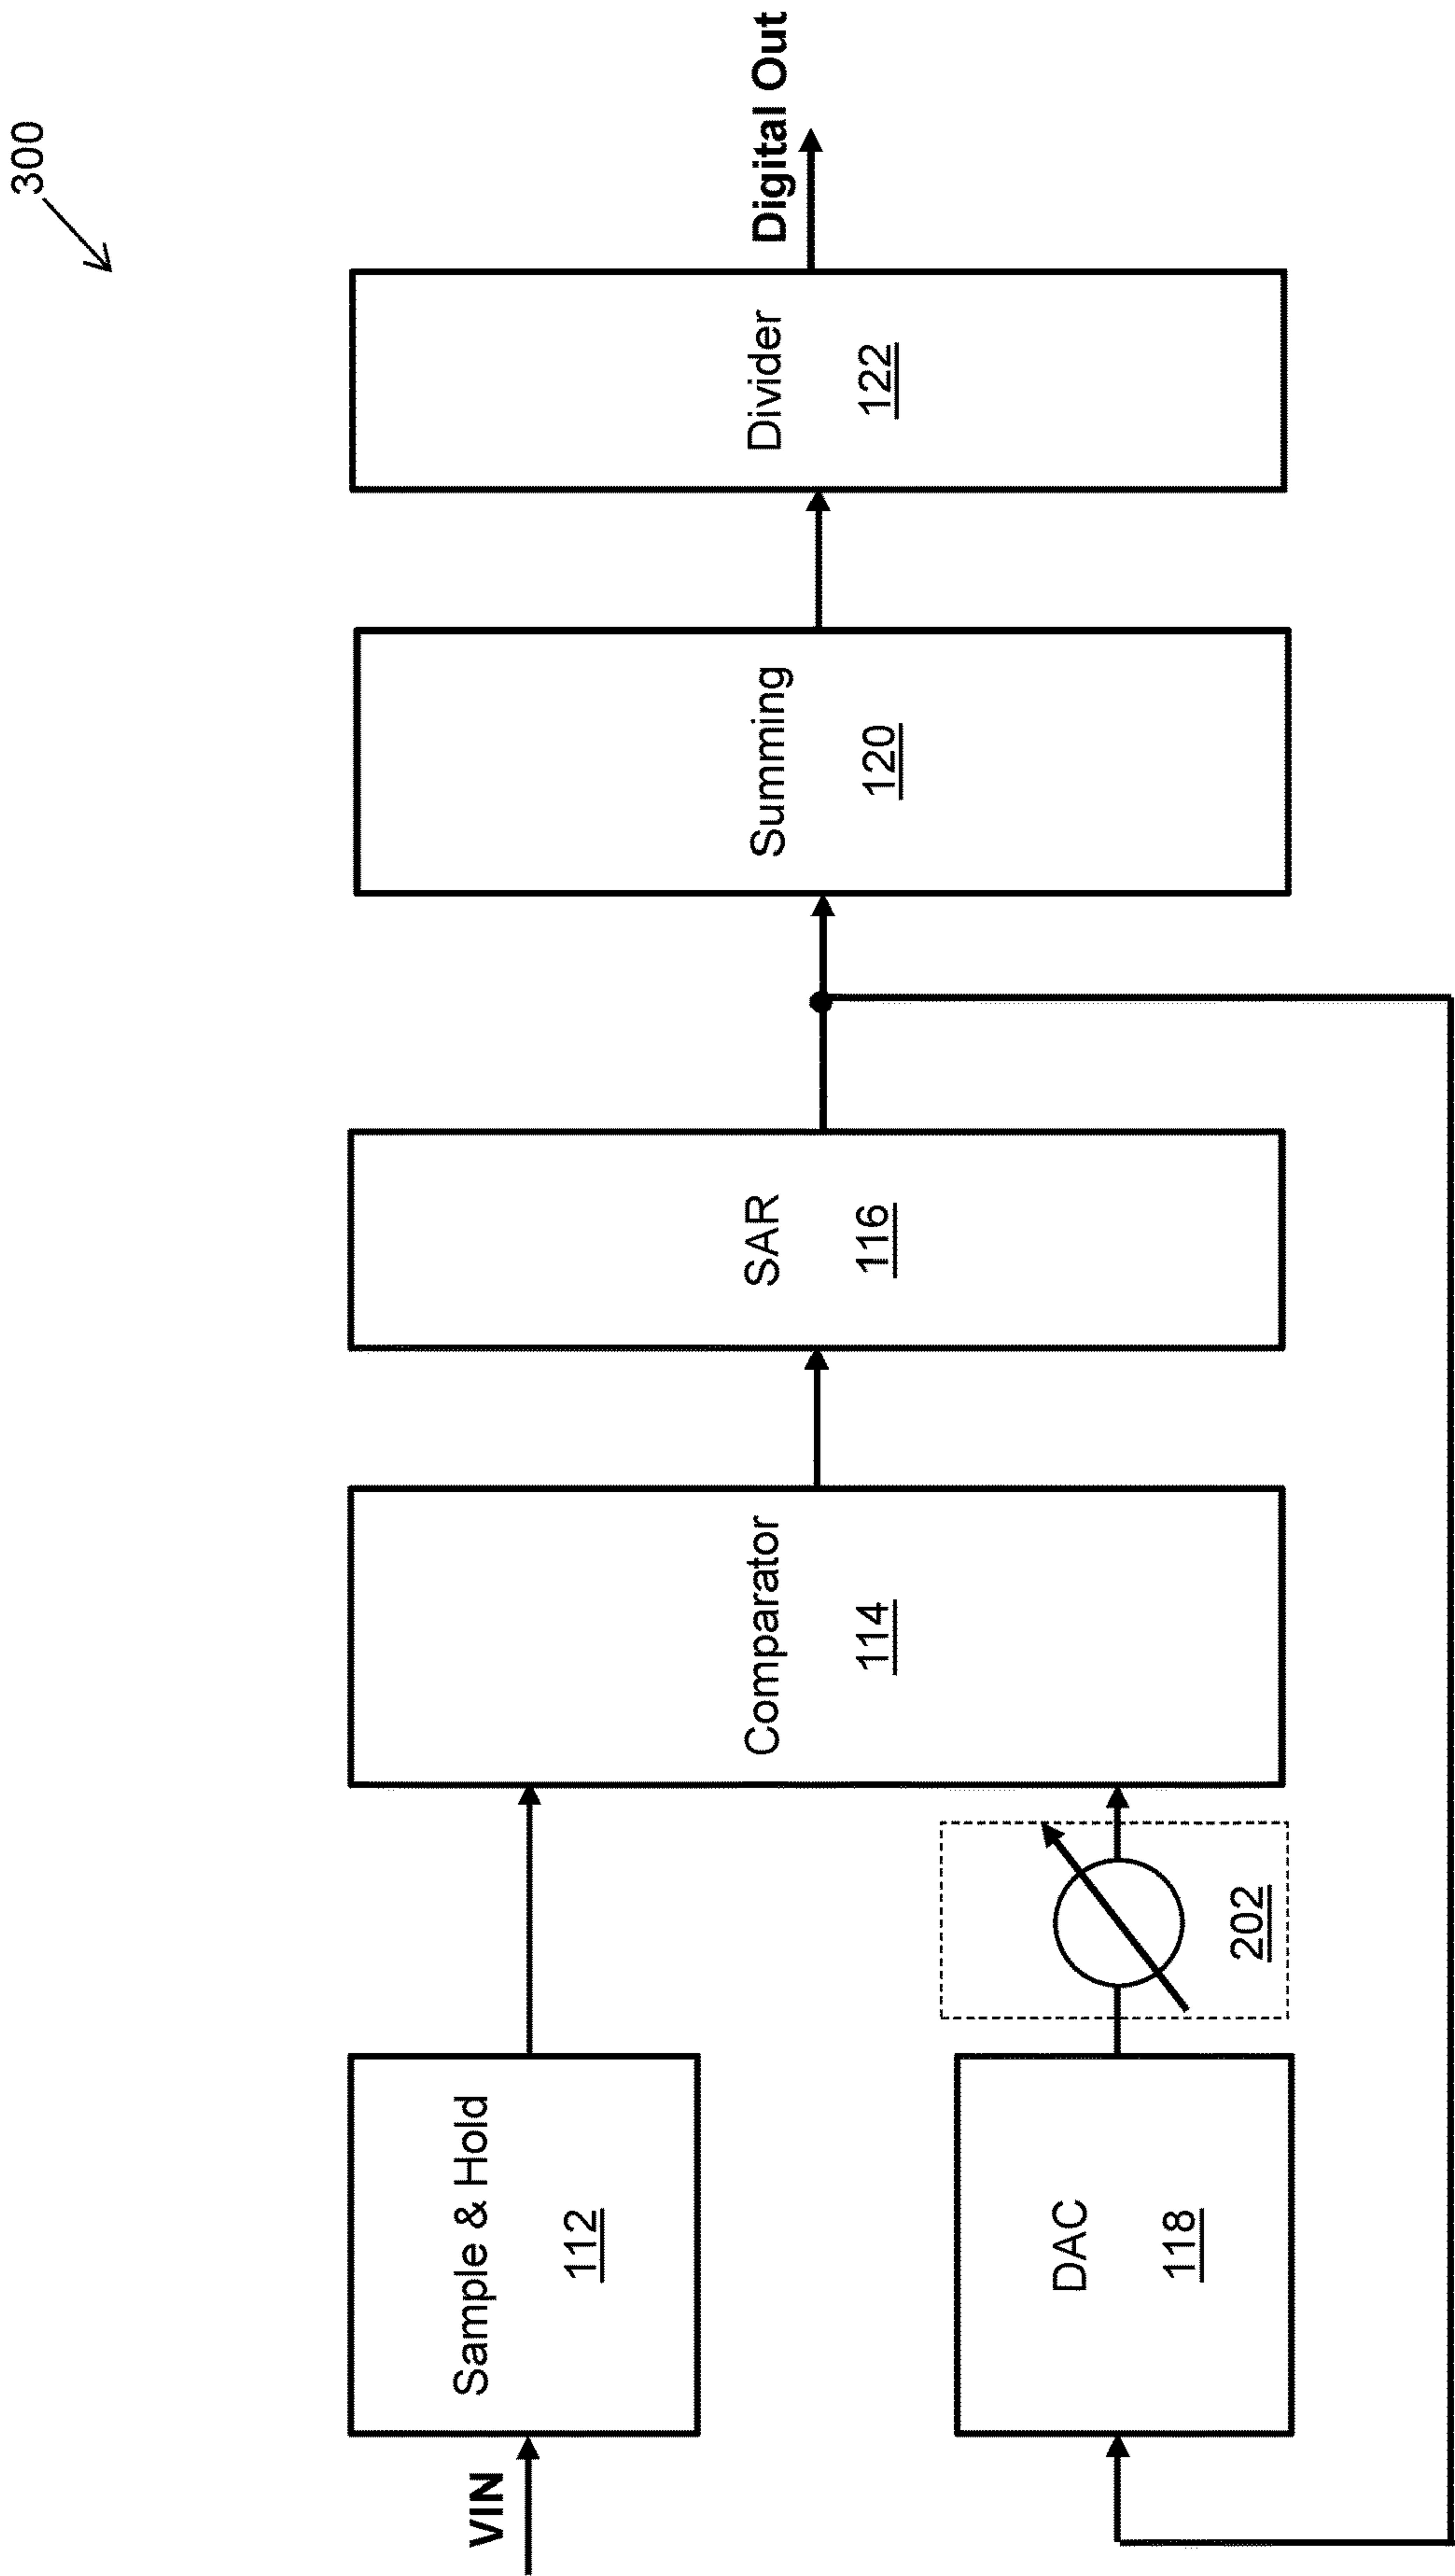 300
VIN
Sample & Hold
112
DAC
118
202
Comparator
114
SAR
116
Summing
120
Divider
122
Digital Out